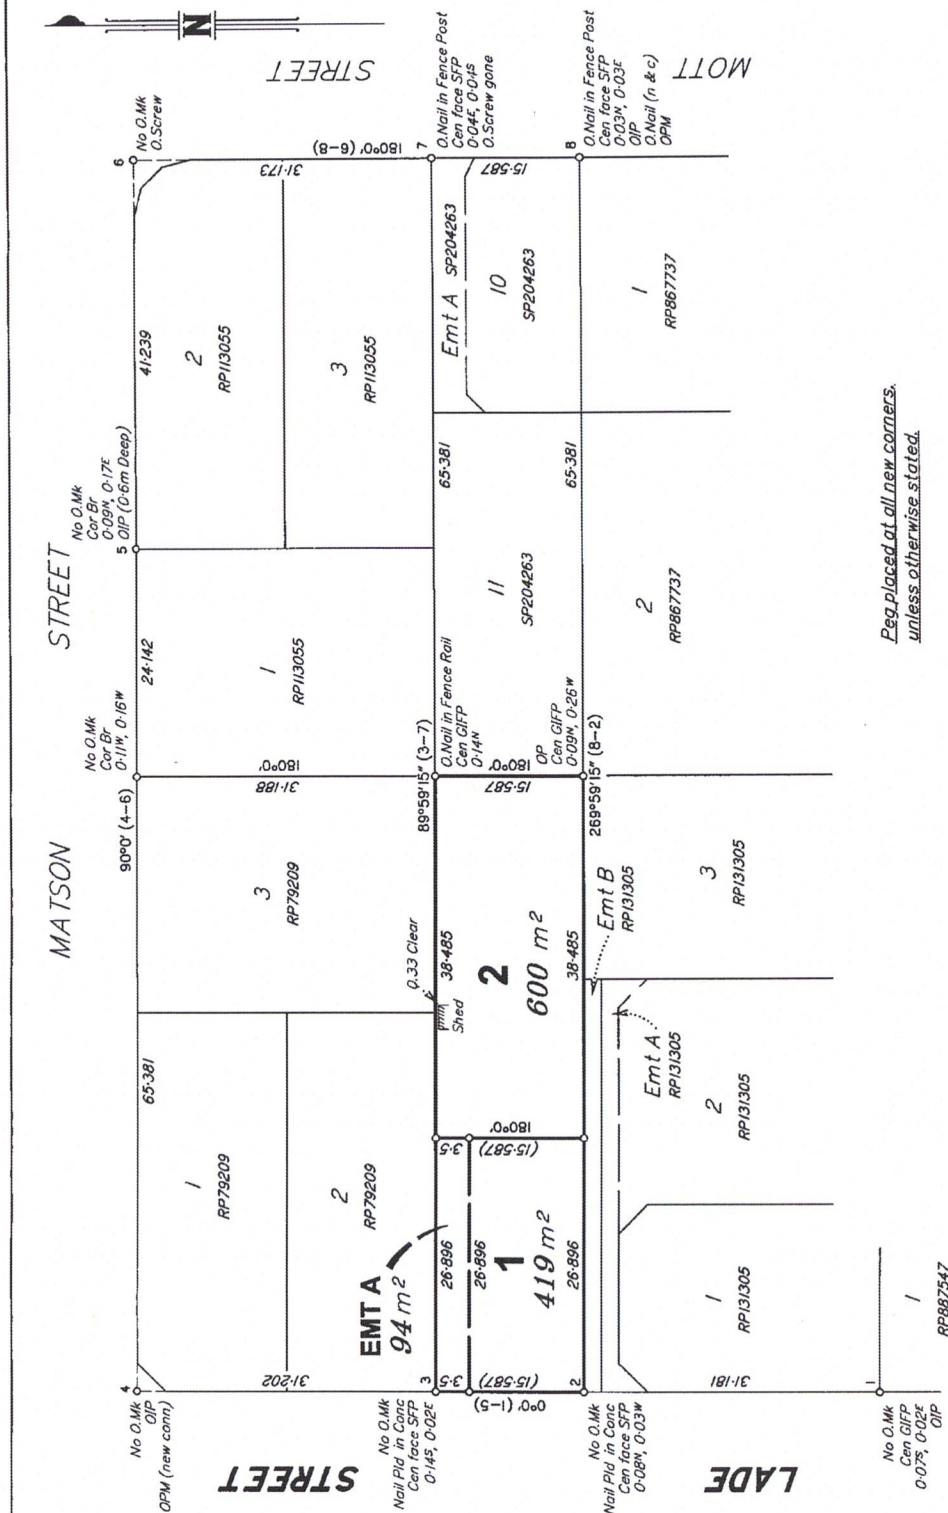 N
MATSON STREET
STREET
MOTT
No O.Mk
O.Screw
6
No O.Mk
Cor Br
0·09N, 0·17E
O/P (0·6m Deep)
5
No O.Mk
Cor Br
0·11W, 0·16W
90°0' (4-6)
No O.Mk
O/P
OPM (new conn)
4
65·381
24·142
41·239
1
RP79209
2
RP79209
3
RP79209
1
RP113055
2
RP113055
3
RP113055
31·202
31·188
180°0'
31·173
180°0' (6-8)
O.Nail in Fence Post
Cen face SFP
0·04E, 0·04S
O.Screw gone
7
89°59'15" (3-7)
O.Nail in Fence Rail
Cen GIFP
0·14N
0.33 Clear
Shed
STREET
No O.Mk
Nail Pld in Conc
Cen face SFP
0·14S, 0·02E
3
EMT A
94 m²
26·896
38·485
65·381
3·5
3·5
26·896
1
419 m²
2
600 m²
(15·587)
(15·587)
180°0'
15·587
180°0'
0°0' (1-5)
26·896
38·485
65·381
11
SP204263
Emt A SP204263
10
SP204263
15·587
OP
Cen GIFP
0·09N, 0·26W
269°59'15" (8-2)
O.Nail in Fence Post
Cen face SFP
0·03N, 0·03E
O/P
O.Nail (n & c)
OPM
8
No O.Mk
Nail Pld in Conc
Cen face SFP
0·08N, 0·03W
2
Emt B
RP131305
Emt A
RP131305
1
RP131305
2
RP131305
3
RP131305
2
RP867737
1
RP867737
31·181
LADE
No O.Mk
Cen GIFP
0·07S, 0·02E
O/P
1
1
RP887547
Peg placed at all new corners,
unless otherwise stated.